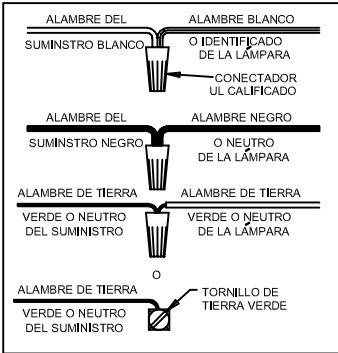 ALAMBRE DEL ALAMBRE BLANCO
SUMINSTRO BLANCO O IDENTIFICADO
DE LA LÁMPARA
CONECTADOR
UL CALIFICADO
ALAMBRE DEL ALAMBRE NEGRO
SUMINSTRO NEGRO O NEUTRO
DE LA LÁMPARA
ALAMBRE DE TIERRA ALAMBRE DE TIERRA
VERDE O NEUTRO VERDE O NEUTRO
DEL SUMINISTRO DE LA LÁMPARA
O
ALAMBRE DE TIERRA TORNILLO DE
TIERRA VERDE
VERDE O NEUTRO
DEL SUMINISTRO